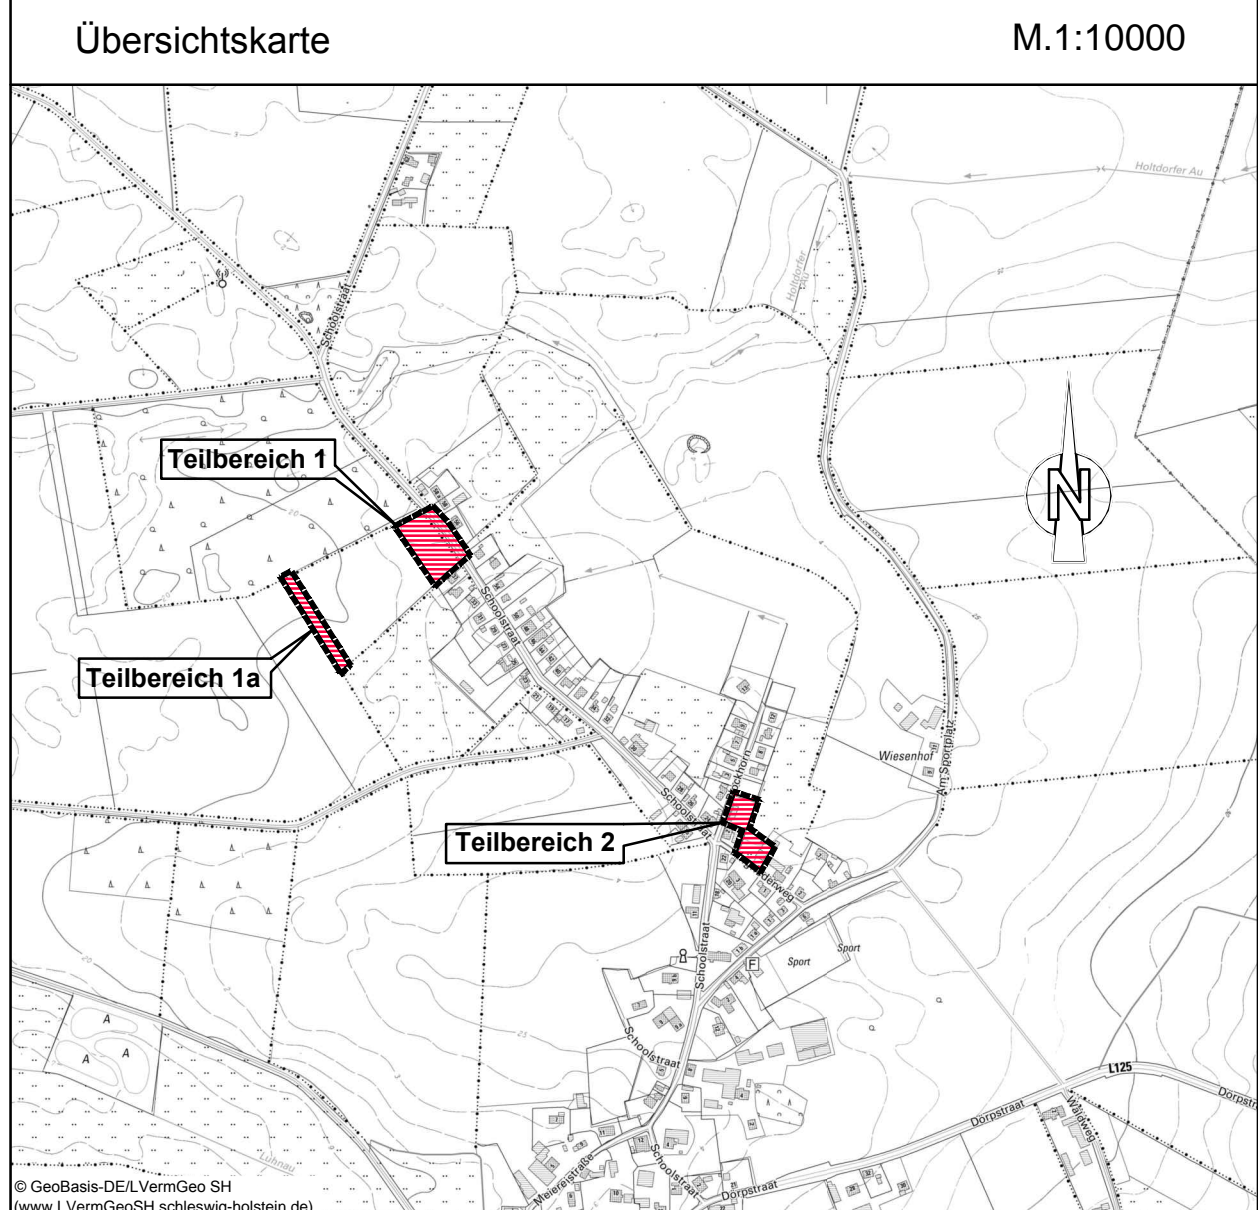 Übersichtskarte
M.1:10000
Holtdorfer Au
Holtdorfer
Au
Schoolstraat
Teilbereich 1
N
Schoolstraat
Teilbereich 1a
Wiesenhof
Am Sportplatz
Schoolstraat
Teilbereich 2
Schoolstraat
Sport
Sport
F
Schoolstraat
A
A
A
L125
Dörpstraat
Waldweg
Luhnau
Meiereistraße
Schoolstraat
Dörpstraat
© GeoBasis-DE/LVermGeo SH
(www.LVermGeoSH.schleswig-holstein.de)